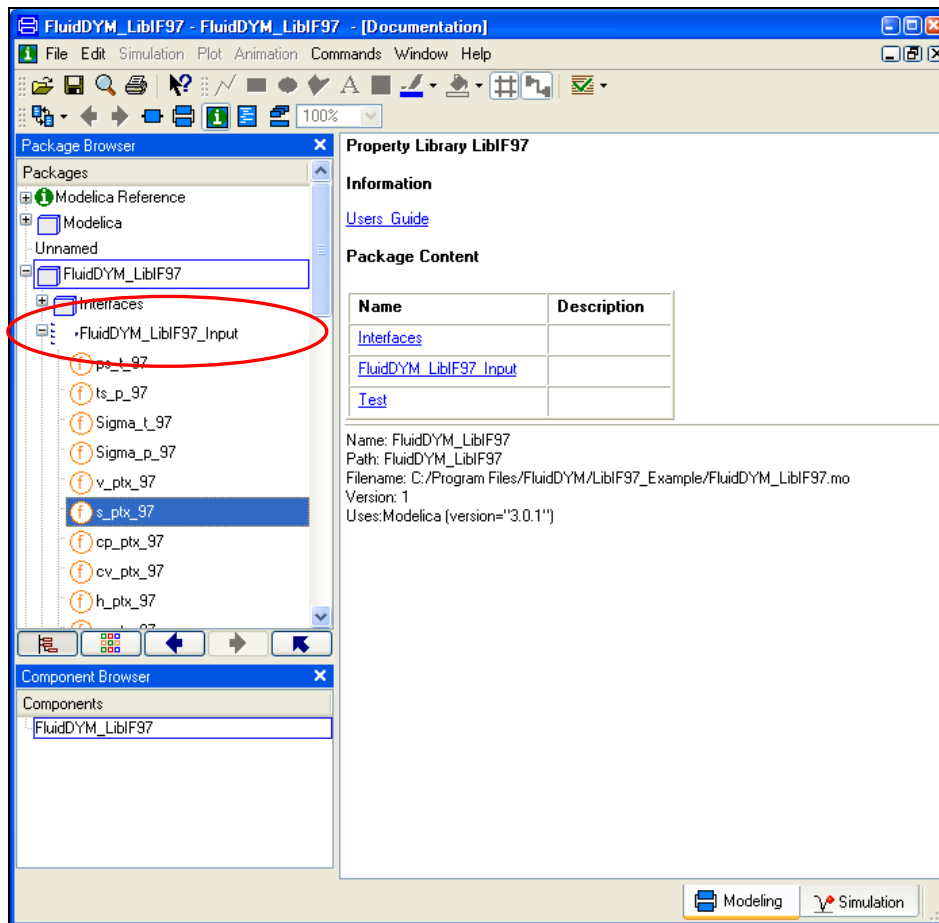 FluidDYM_LibIF97 - FluidDYM_LibIF97 - [Documentation]
File Edit Simulation Plot Animation Commands Window Help
A
100%
Package Browser
Packages
Modelica Reference
Modelica
Unnamed
FluidDYM_LibIF97
Interfaces
FluidDYM_LibIF97_Input
ps_t_97
ts_p_97
Sigma_t_97
Sigma_p_97
v_ptx_97
s_ptx_97
cp_ptx_97
cv_ptx_97
h_ptx_97
Component Browser
Components
FluidDYM_LibIF97
Property Library LibIF97
Information
Users Guide
Package Content
Name Description
Interfaces
FluidDYM_LibIF97_Input
Test
Name: FluidDYM_LibIF97
Path: FluidDYM_LibIF97
Filename: C:/Program Files/FluidDYM/LibIF97_Example/FluidDYM_LibIF97.mo
Version: 1
Uses:Modelica (version="3.0.1")
Modeling Simulation